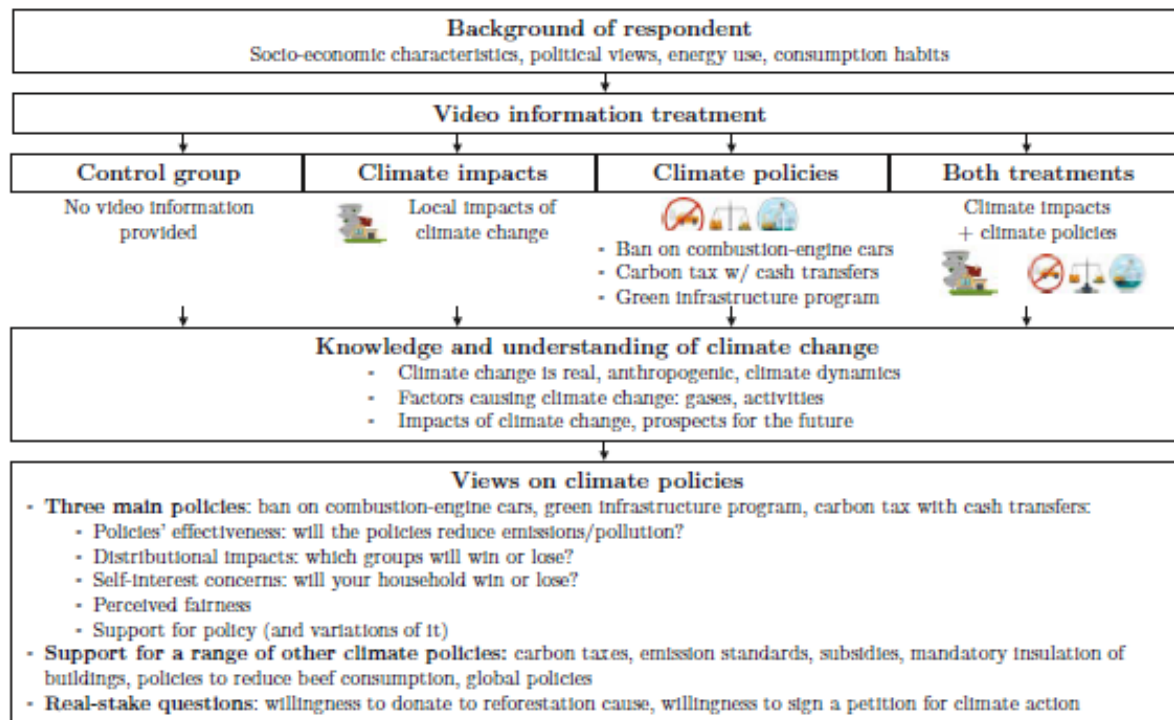 Background of respondent
Socio-economic characteristics, political views, energy use, consumption habits
Video information treatment
Control group
No video information
provided
Climate impacts
Local impacts of
climate change
Climate policies
- Ban on combustion-engine cars
- Carbon tax w/ cash transfers
- Green infrastructure program
Both treatments
Climate impacts
+ climate policies
Knowledge and understanding of climate change
- Climate change is real, anthropogenic, climate dynamics
- Factors causing climate change: gases, activities
- Impacts of climate change, prospects for the future
Views on climate policies
- Three main policies: ban on combustion-engine cars, green infrastructure program, carbon tax with cash transfers:
- Policies' effectiveness: will the policies reduce emissions/pollution?
- Distributional impacts: which groups will win or lose?
- Self-interest concerns: will your household win or lose?
- Perceived fairness
- Support for policy (and variations of it)
- Support for a range of other climate policies: carbon taxes, emission standards, subsidies, mandatory insulation of
buildings, policies to reduce beef consumption, global policies
- Real-stake questions: willingness to donate to reforestation cause, willingness to sign a petition for climate action